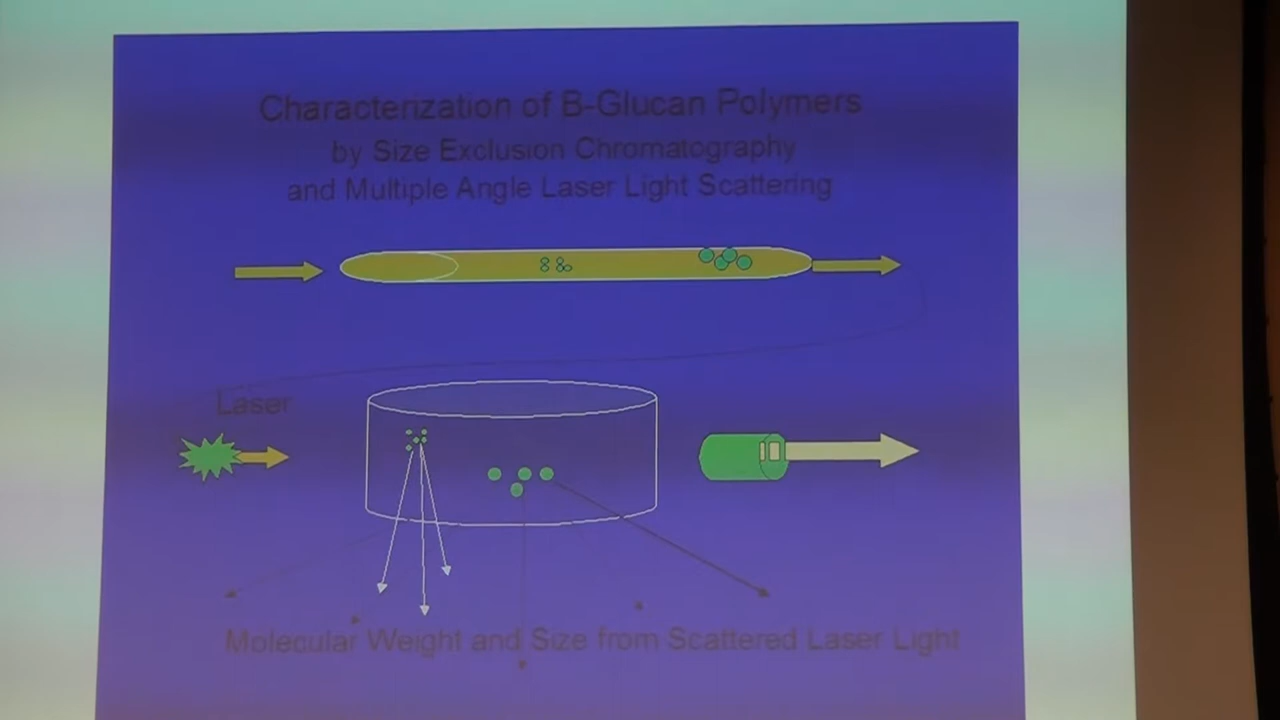 Characterization of B-Glucan Polymers
by Size Exclusion Chromatography
and Multiple Angle Laser Light Scattering
Laser
Molecular Weight and Size from Scattered Laser Light